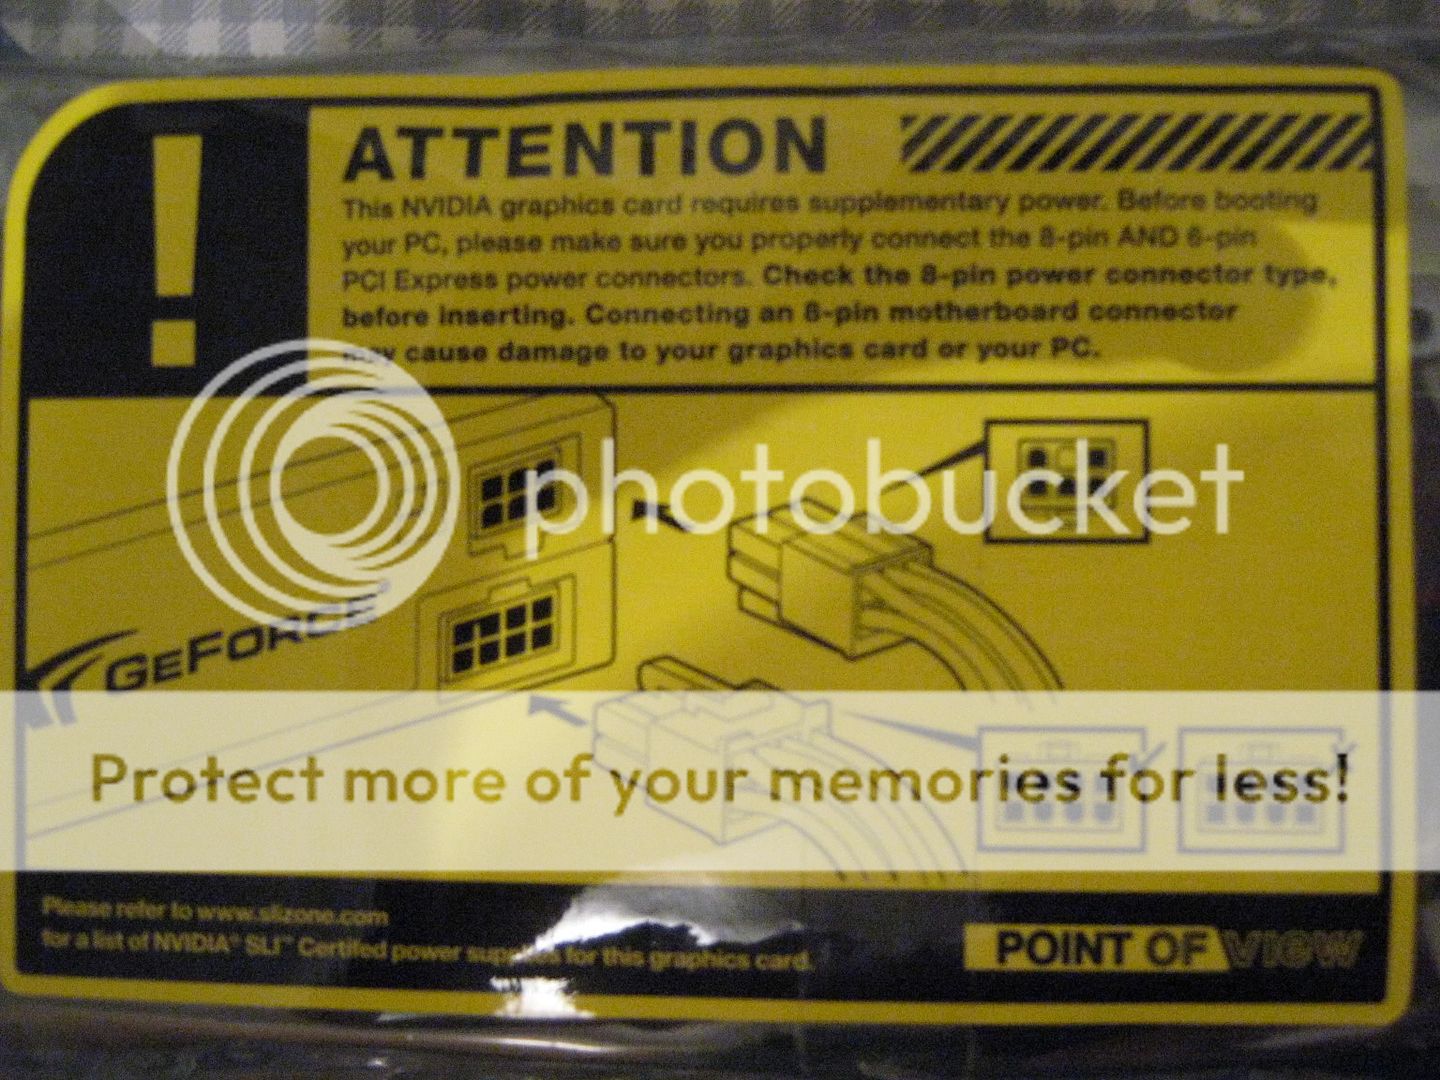 !
ATTENTION
This NVIDIA graphics card requires supplementary power. Before booting
your PC, please make sure you properly connect the 8-pin AND 6-pin
PCI Express power connectors. Check the 8-pin power connector type,
before inserting. Connecting an 8-pin motherboard connector
may cause damage to your graphics card or your PC.
photobucket
GEFORCE®
Protect more of your memories for less!
Please refer to www.slizone.com
for a list of NVIDIA® SLI™ Certified power supplies for this graphics card.
POINT OF VIEW